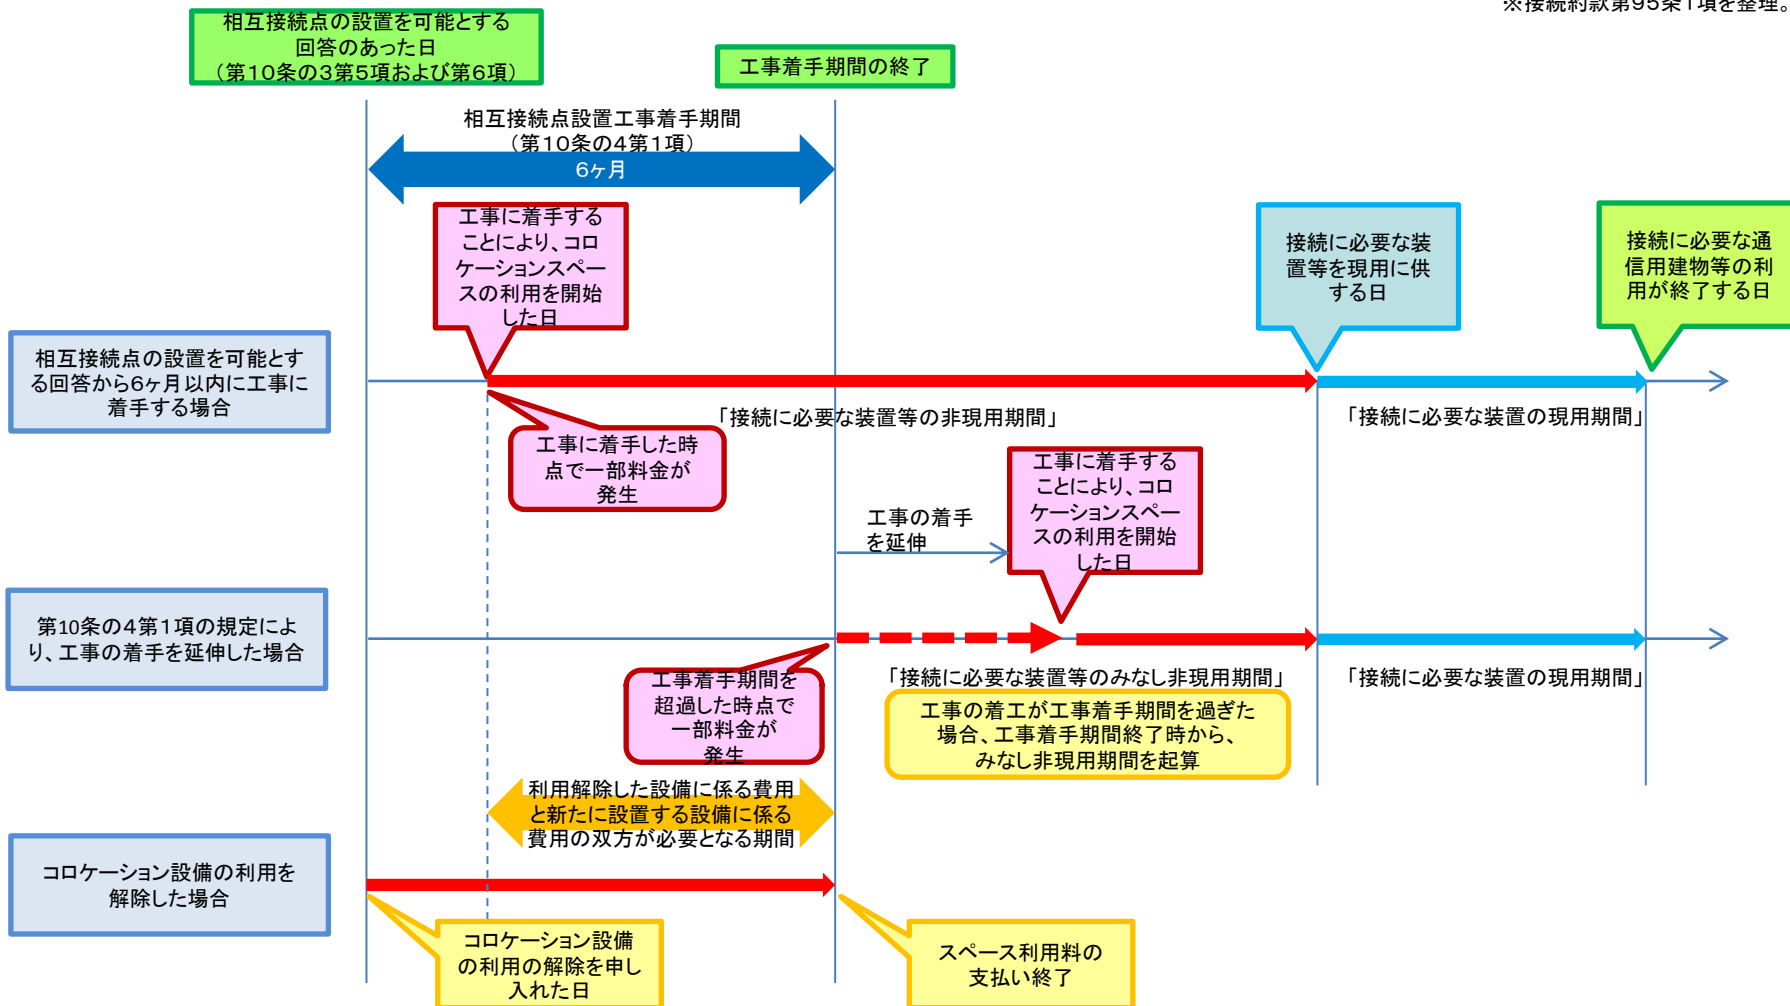 ※接続約款第95条1項を整理。
相互接続点の設置を可能とする
回答のあった日
（第10条の3第5項および第6項）
工事着手期間の終了
相互接続点設置工事着手期間
（第10条の4第1項）
6ヶ月
工事に着手する
ことにより、コロ
ケーションスペー
スの利用を開始
した日
接続に必要な装
置等を現用に供
する日
接続に必要な通
信用建物等の利
用が終了する日
相互接続点の設置を可能とす
る回答から6ヶ月以内に工事に
着手する場合
「接続に必要な装置等の非現用期間」
「接続に必要な装置の現用期間」
工事に着手した時
点で一部料金が
発生
工事に着手する
ことにより、コロ
ケーションスペー
スの利用を開始
した日
工事の着手
を延伸
第10条の4第1項の規定によ
り、工事の着手を延伸した場合
「接続に必要な装置等のみなし非現用期間」
「接続に必要な装置の現用期間」
工事着手期間を
超過した時点で
一部料金が
発生
工事の着工が工事着手期間を過ぎた
場合、工事着手期間終了時から、
みなし非現用期間を起算
利用解除した設備に係る費用
と新たに設置する設備に係る
費用の双方が必要となる期間
コロケーション設備の利用を
解除した場合
コロケーション設備
の利用の解除を申し
入れた日
スペース利用料の
支払い終了